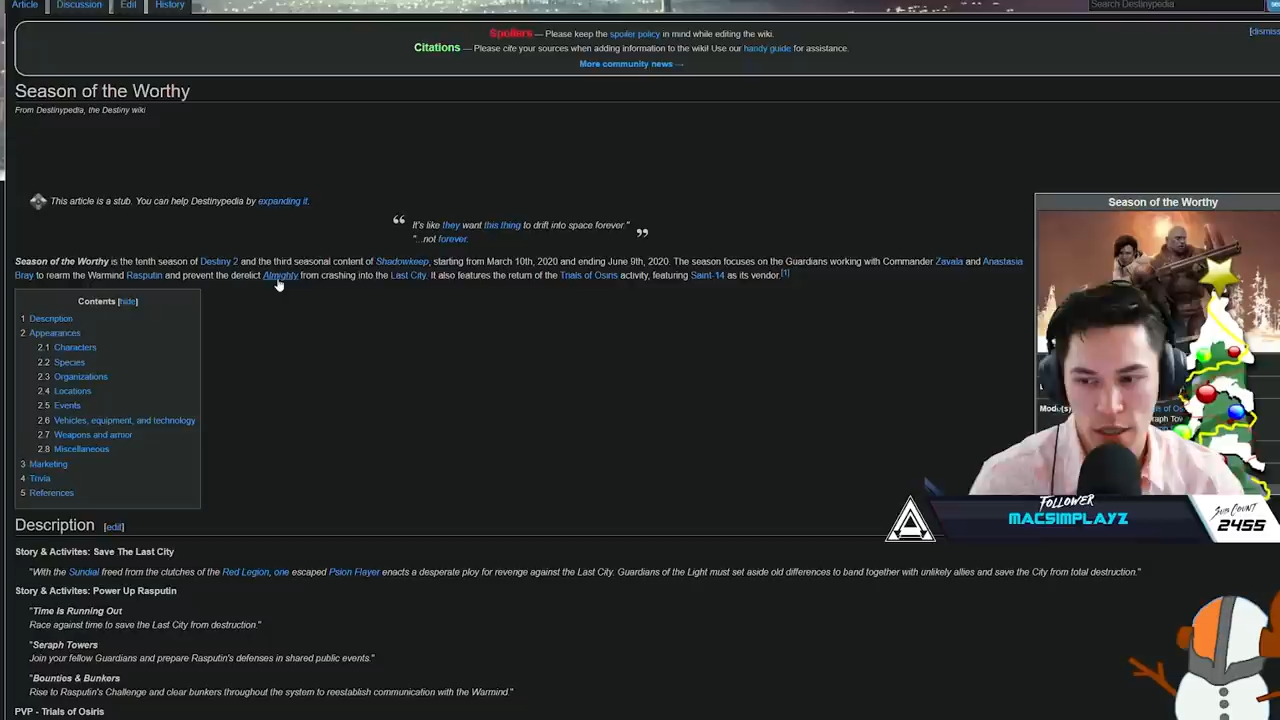 Article Discussion Edit History
Search Destinypedia
Spoilers — Please keep the spoiler policy in mind while editing the wiki.
Citations — Please cite your sources when adding information to the wiki! Use our handy guide for assistance.
More community news →
[dismiss
Season of the Worthy
From Destinypedia, the Destiny wiki
This article is a stub. You can help Destinypedia by expanding it.
“ It's like they want this thing to drift into space forever."
"...not forever. ”
Season of the Worthy is the tenth season of Destiny 2 and the third seasonal content of Shadowkeep, starting from March 10th, 2020 and ending June 9th, 2020. The season focuses on the Guardians working with Commander Zavala and Anastasia
Bray to rearm the Warmind Rasputin and prevent the derelict Almighty from crashing into the Last City. It also features the return of the Trials of Osiris activity, featuring Saint-14 as its vendor.[1]
Season of the Worthy
Mode(s)
Contents [hide]
1 Description
2 Appearances
2.1 Characters
2.2 Species
2.3 Organizations
2.4 Locations
2.5 Events
2.6 Vehicles, equipment, and technology
2.7 Weapons and armor
2.8 Miscellaneous
3 Marketing
4 Trivia
5 References
FOLLOWER
MACSIMPLAYZ
SUB COUNT
2455
Description [edit]
Story & Activites: Save The Last City
"With the Sundial freed from the clutches of the Red Legion, one escaped Psion Flayer enacts a desperate ploy for revenge against the Last City. Guardians of the Light must set aside old differences to band together with unlikely allies and save the City from total destruction."
Story & Activites: Power Up Rasputin
"Time Is Running Out
Race against time to save the Last City from destruction."
"Seraph Towers
Join your fellow Guardians and prepare Rasputin's defenses in shared public events."
"Bounties & Bunkers
Rise to Rasputin's Challenge and clear bunkers throughout the system to reestablish communication with the Warmind"
PVP - Trials of Osiris